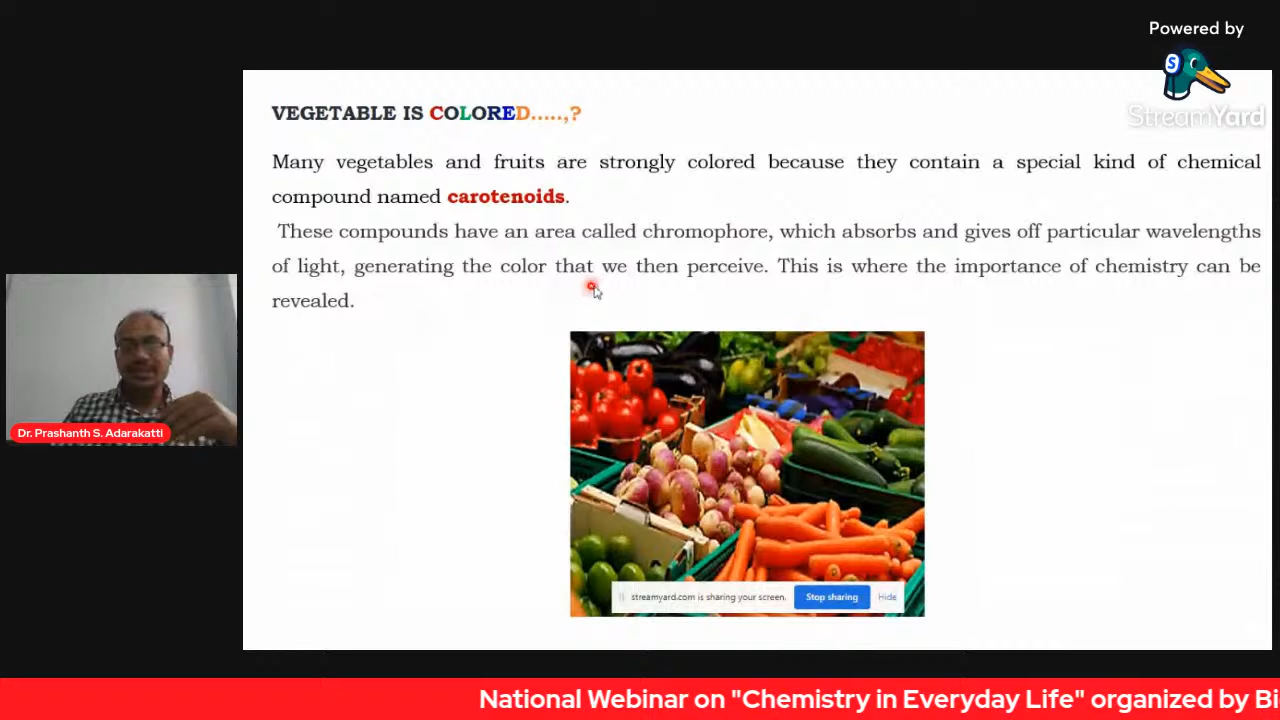 Powered by
StreamYard
VEGETABLE IS COLORED.....,?
Many vegetables and fruits are strongly colored because they contain a special kind of chemical
compound named carotenoids.
These compounds have an area called chromophore, which absorbs and gives off particular wavelengths
of light, generating the color that we then perceive. This is where the importance of chemistry can be
revealed.
Dr. Prashanth S. Adarakatti
streamyard.com is sharing your screen. Stop sharing Hide
National Webinar on "Chemistry in Everyday Life" organized by Bi